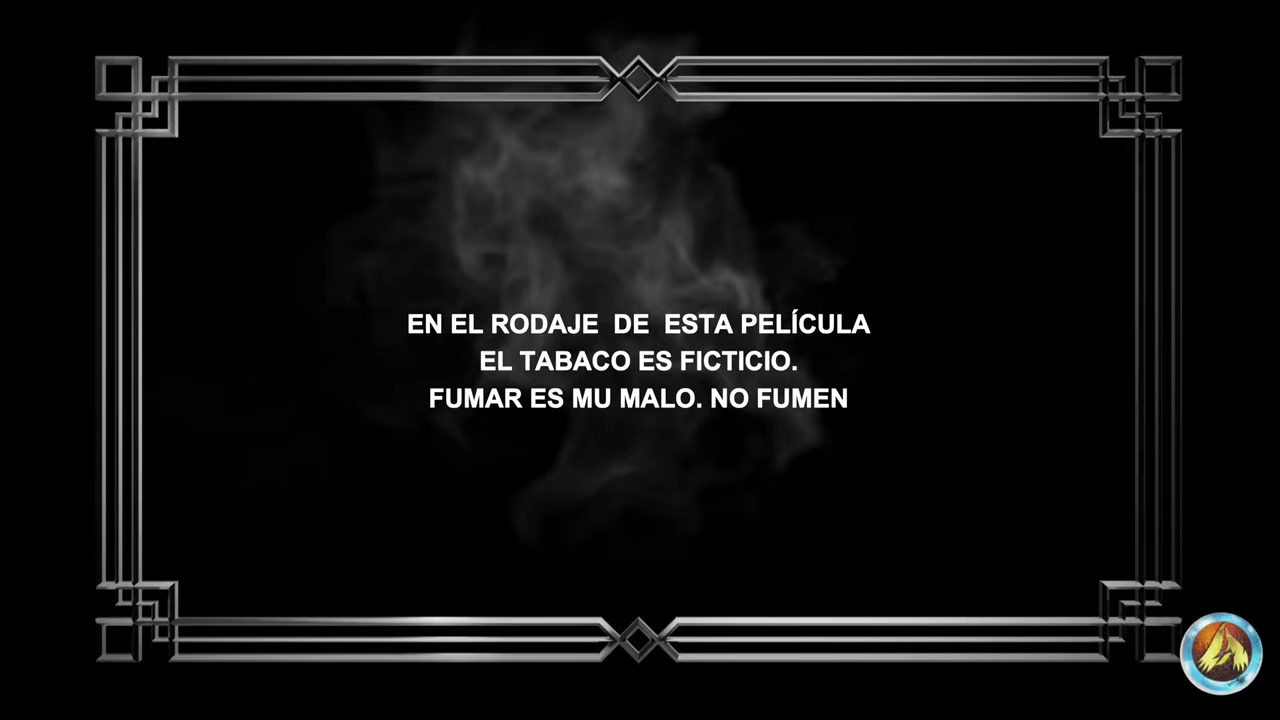 EN EL RODAJE DE ESTA PELÍCULA
EL TABACO ES FICTICIO.
FUMAR ES MU MALO. NO FUMEN